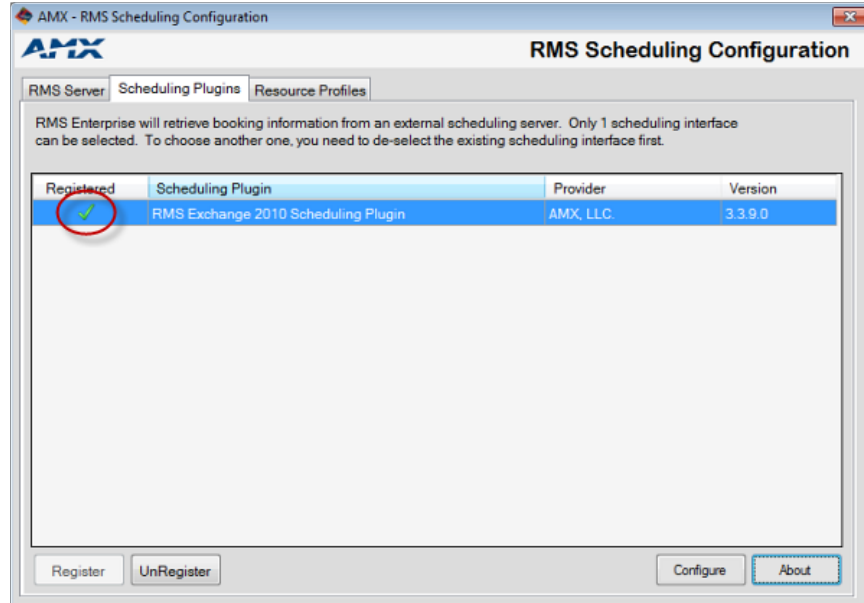 AMX - RMS Scheduling Configuration
AMX
RMS Scheduling Configuration
RMS Server Scheduling Plugins Resource Profiles
RMS Enterprise will retrieve booking information from an external scheduling server. Only 1 scheduling interface
can be selected. To choose another one, you need to de-select the existing scheduling interface first.
Registered Scheduling Plugin Provider Version
RMS Exchange 2010 Scheduling Plugin AMX, LLC. 3.3.9.0
Register UnRegister Configure About